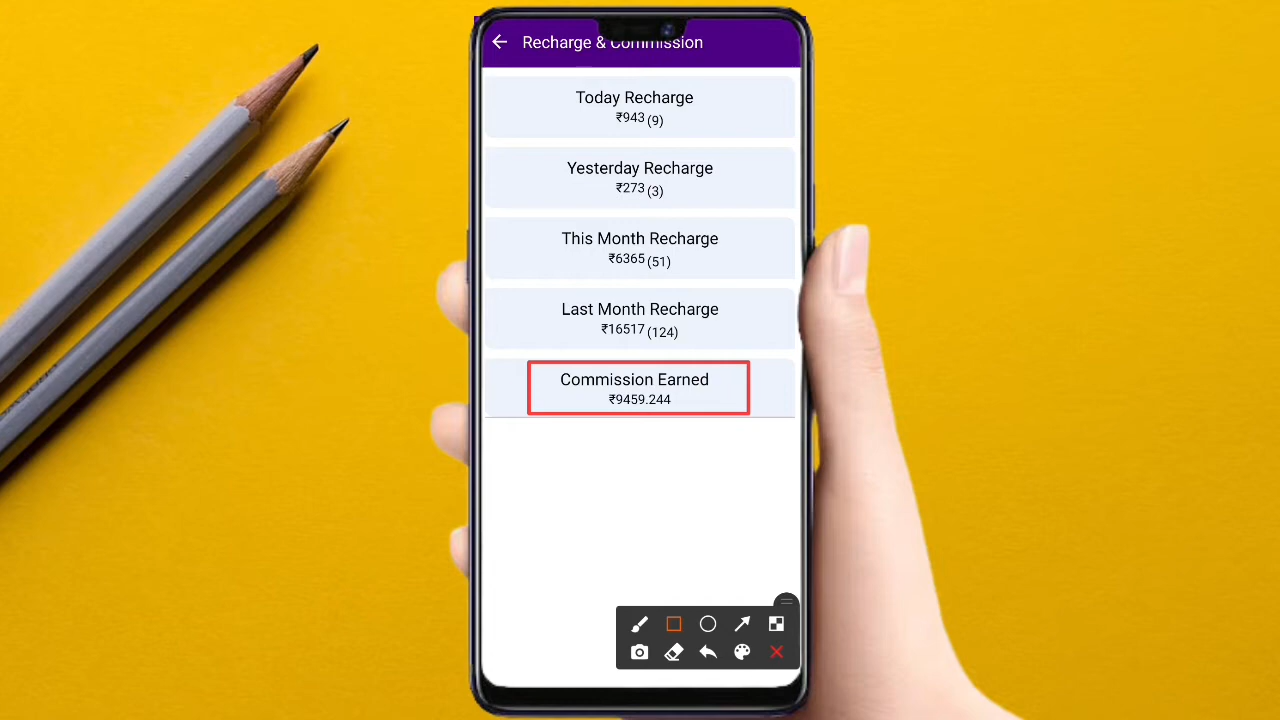 Recharge & Commission
Today Recharge
₹943 (9)
Yesterday Recharge
₹273 (3)
This Month Recharge
₹6365 (51)
Last Month Recharge
₹16517 (124)
Commission Earned
₹9459.244